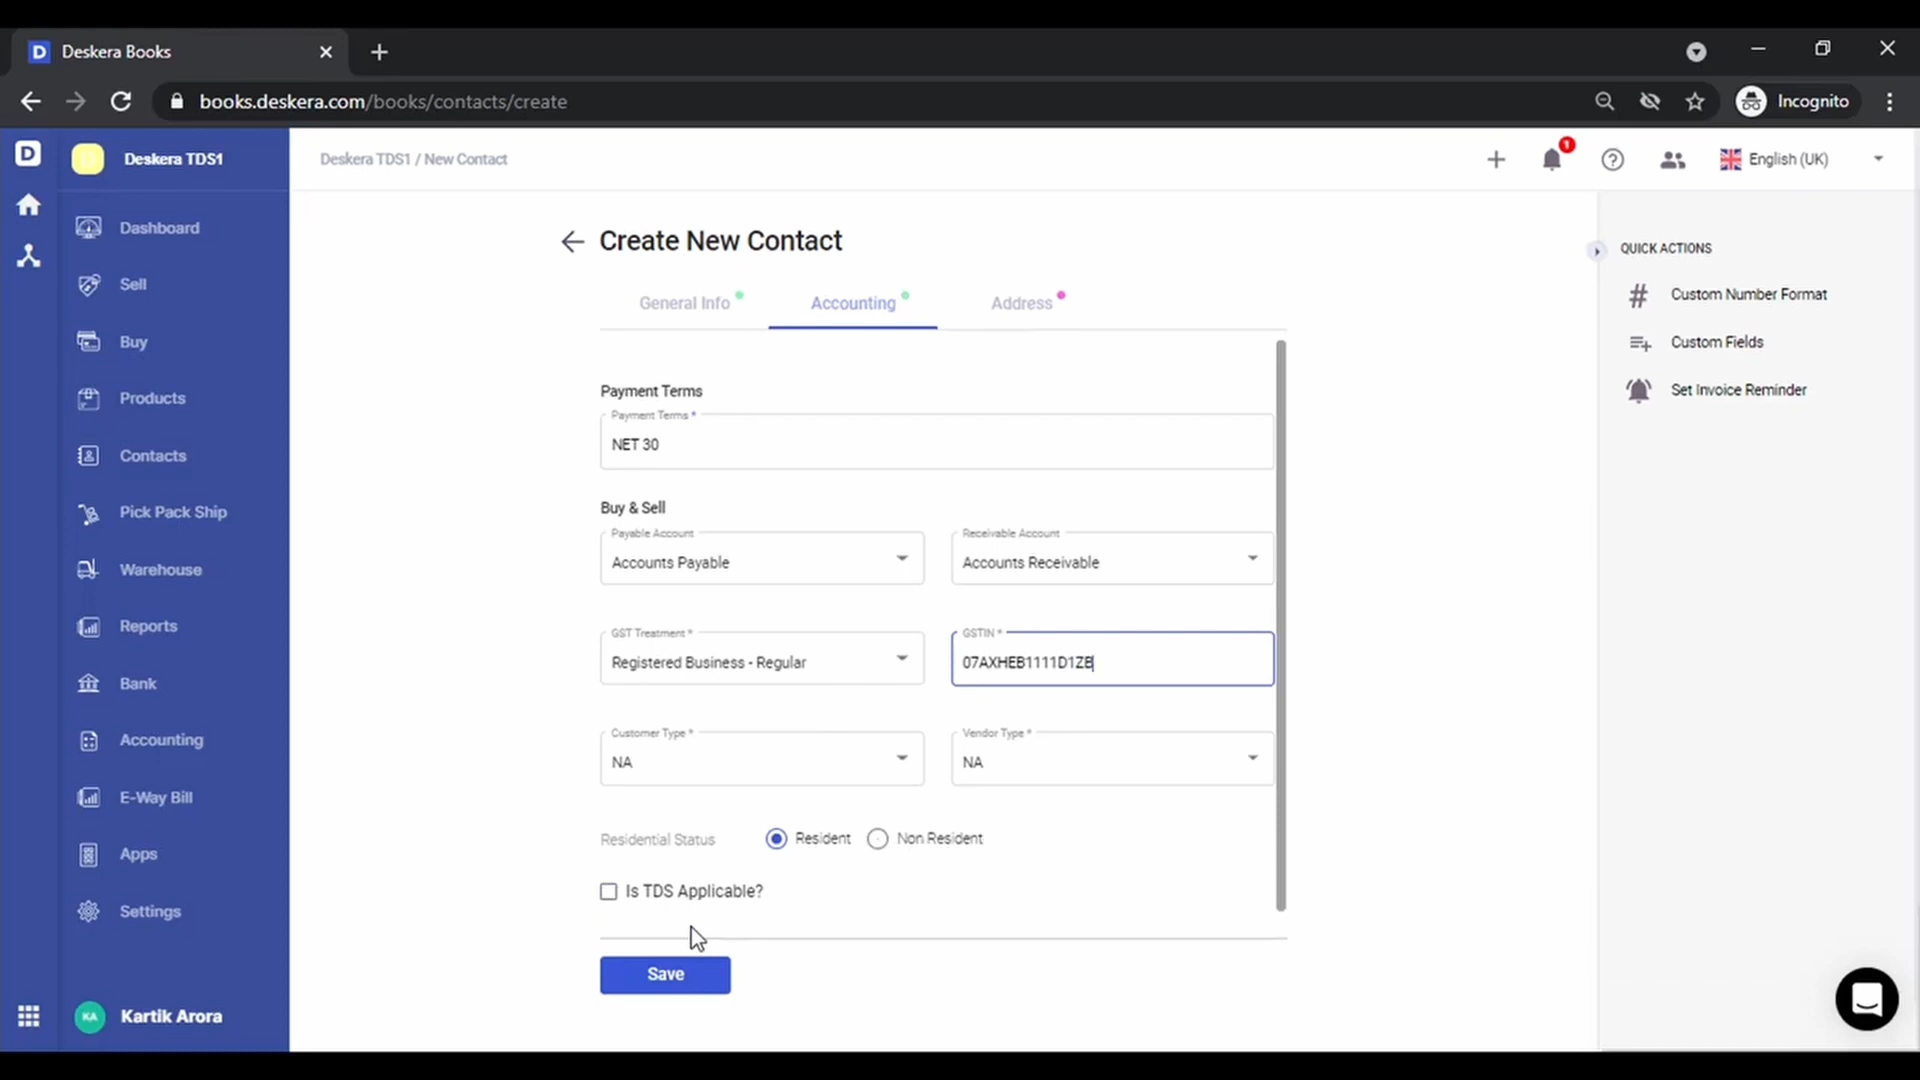 Deskera Books
books.deskera.com/books/contacts/create
Incognito
Deskera TDS1
Deskera TDS1 / New Contact
1
English (UK)
Dashboard
Sell
Buy
Products
Contacts
Pick Pack Ship
Warehouse
Reports
Bank
Accounting
E-Way Bill
Apps
Settings
KA
Kartik Arora
Create New Contact
General Info
Accounting
Address
Payment Terms
Payment Terms *
NET 30
Buy & Sell
Payable Account
Accounts Payable
Receivable Account
Accounts Receivable
GST Treatment *
Registered Business - Regular
GSTIN *
07AXHEB1111D1ZB
Customer Type *
NA
Vendor Type *
NA
Residential Status
Resident
Non Resident
Is TDS Applicable?
Save
QUICK ACTIONS
Custom Number Format
Custom Fields
Set Invoice Reminder